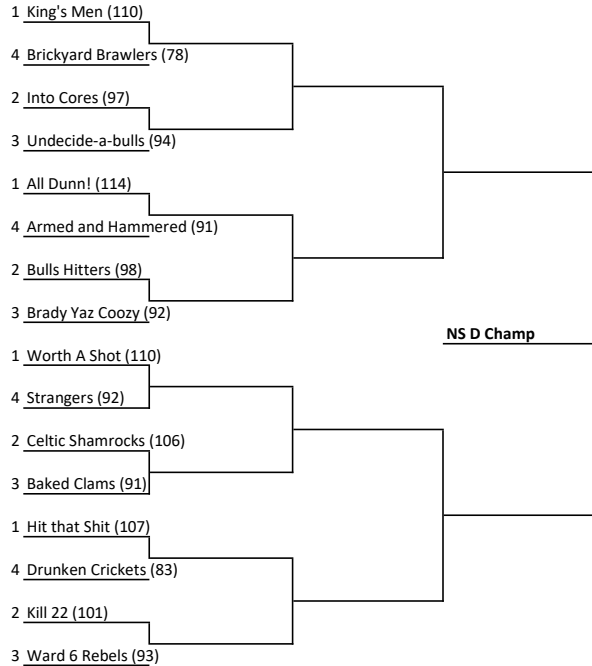 1 King's Men (110)
4 Brickyard Brawlers (78)
2 Into Cores (97)
3 Undecide-a-bulls (94)
1 All Dunn! (114)
4 Armed and Hammered (91)
2 Bulls Hitters (98)
3 Brady Yaz Coozy (92)
NS D Champ
1 Worth A Shot (110)
4 Strangers (92)
2 Celtic Shamrocks (106)
3 Baked Clams (91)
1 Hit that Shit (107)
4 Drunken Crickets (83)
2 Kill 22 (101)
3 Ward 6 Rebels (93)